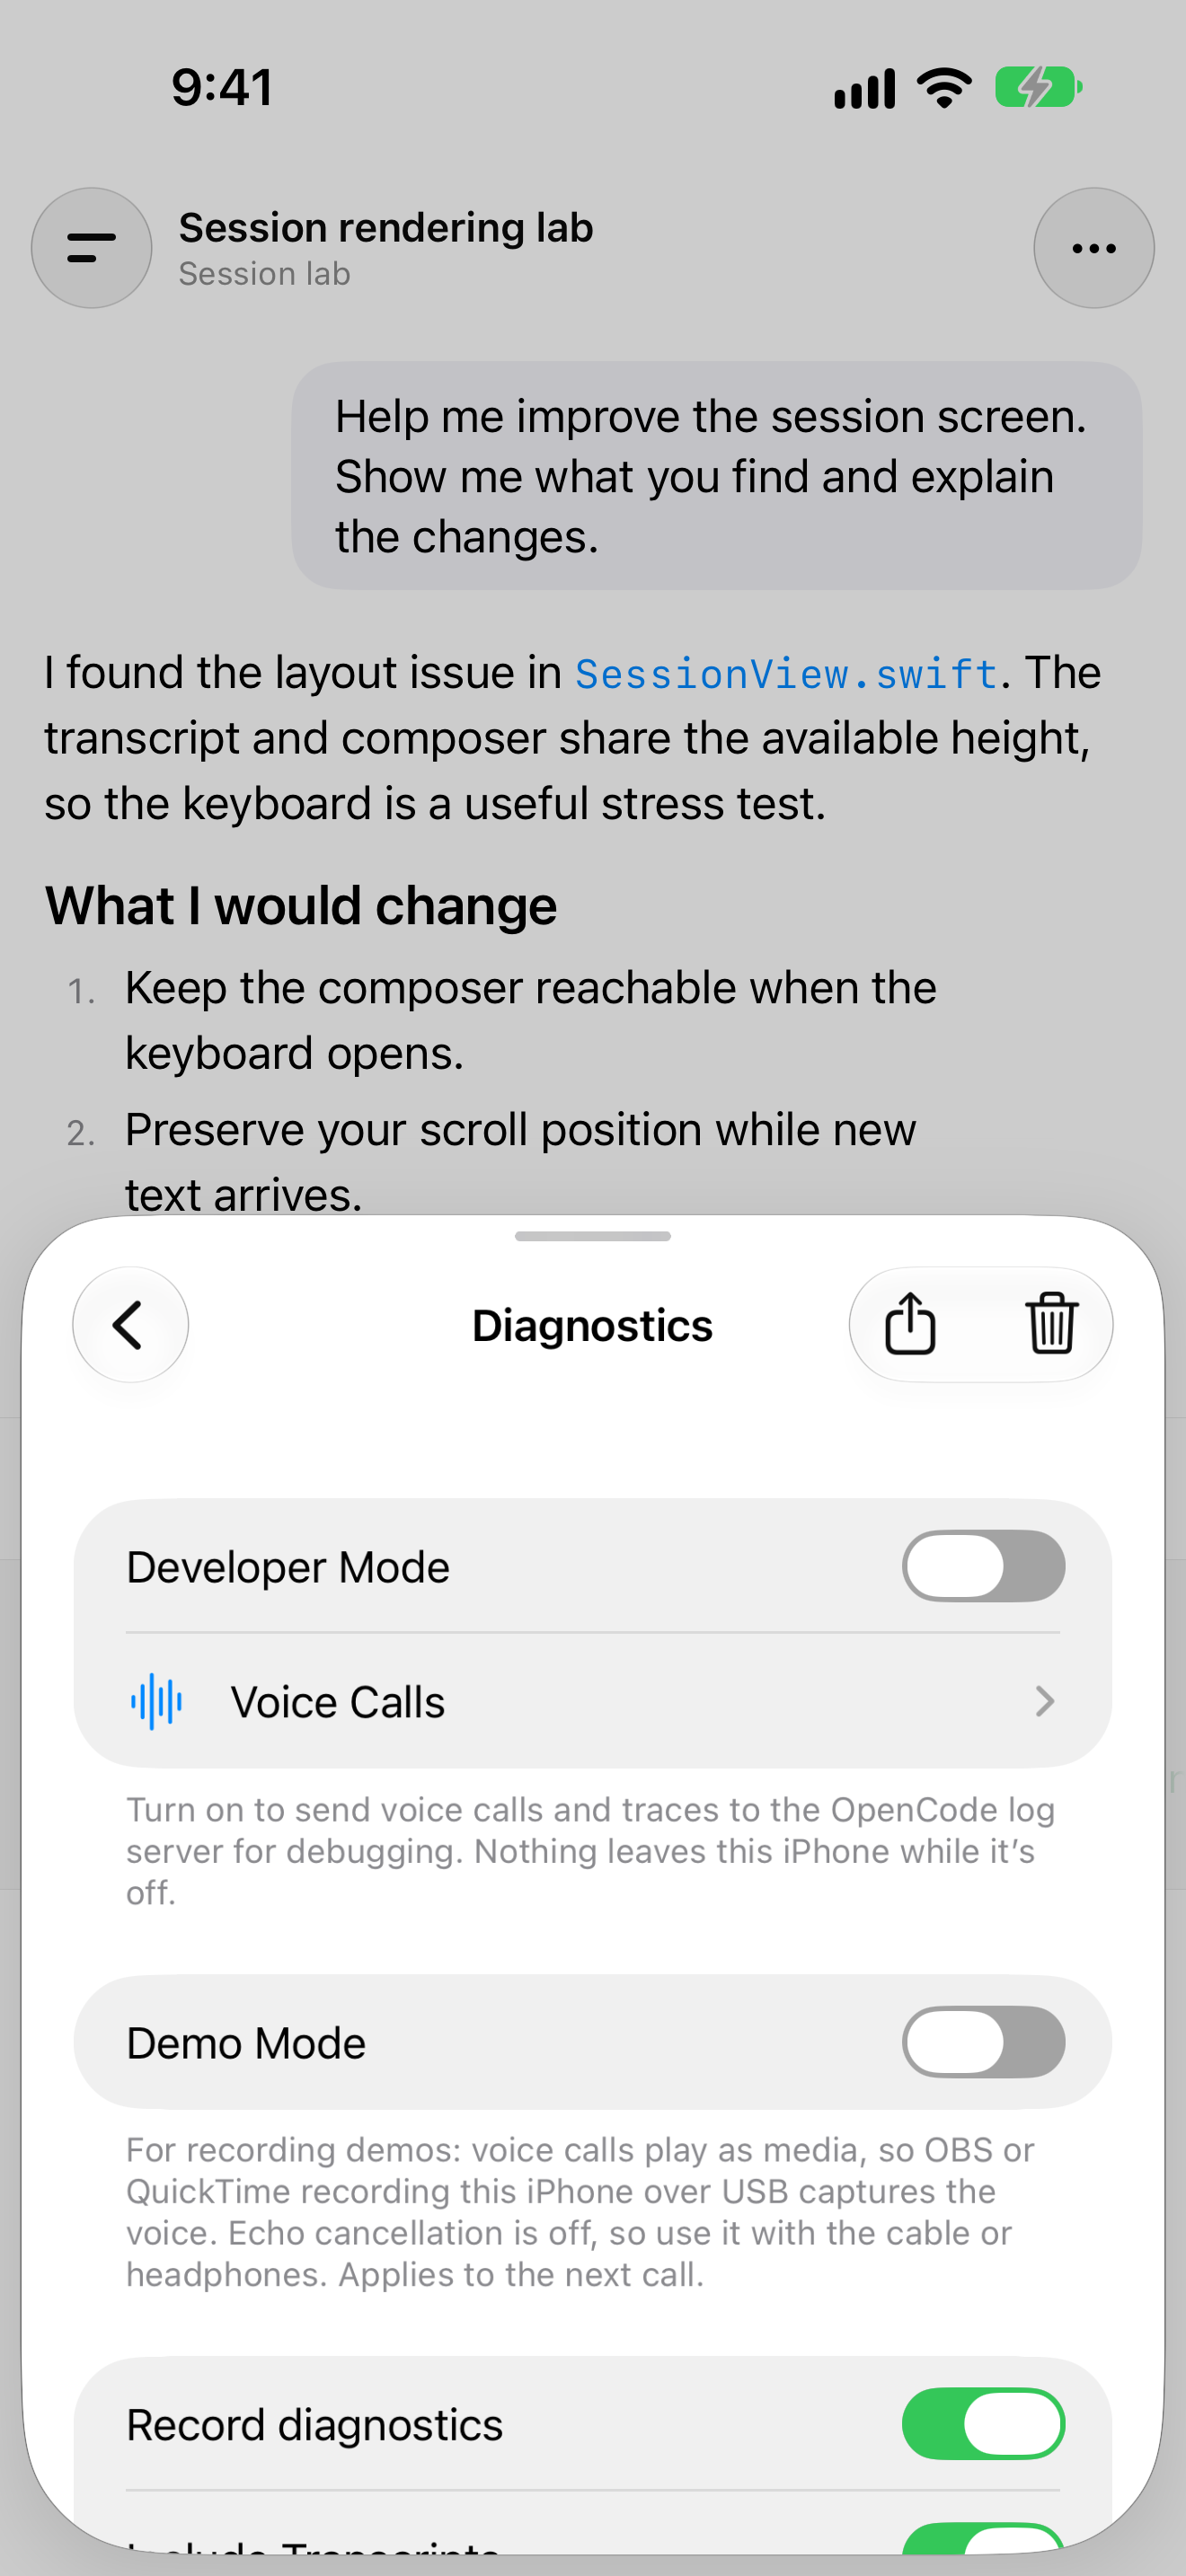 9:41
Session rendering lab
Session lab
Help me improve the session screen.
Show me what you find and explain
the changes.
I found the layout issue in SessionView.swift. The
transcript and composer share the available height,
so the keyboard is a useful stress test.
What I would change
1. Keep the composer reachable when the
keyboard opens.
2. Preserve your scroll position while new
text arrives.
Diagnostics
Developer Mode
Voice Calls
Turn on to send voice calls and traces to the OpenCode log
server for debugging. Nothing leaves this iPhone while it’s
off.
Demo Mode
For recording demos: voice calls play as media, so OBS or
QuickTime recording this iPhone over USB captures the
voice. Echo cancellation is off, so use it with the cable or
headphones. Applies to the next call.
Record diagnostics
Include Transcripts